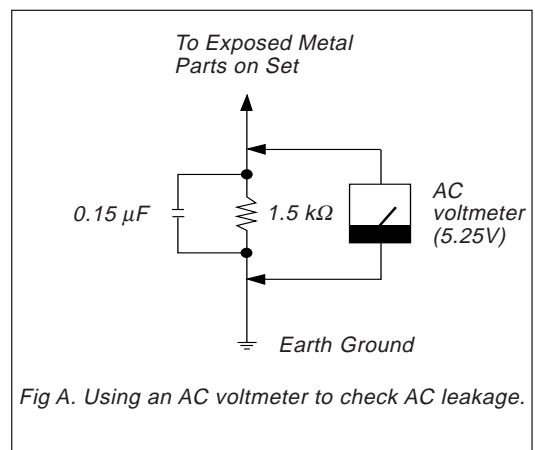 To Exposed Metal
Parts on Set
0.15 µF
1.5 kΩ
AC
voltmeter
(5.25V)
Earth Ground
Fig A. Using an AC voltmeter to check AC leakage.